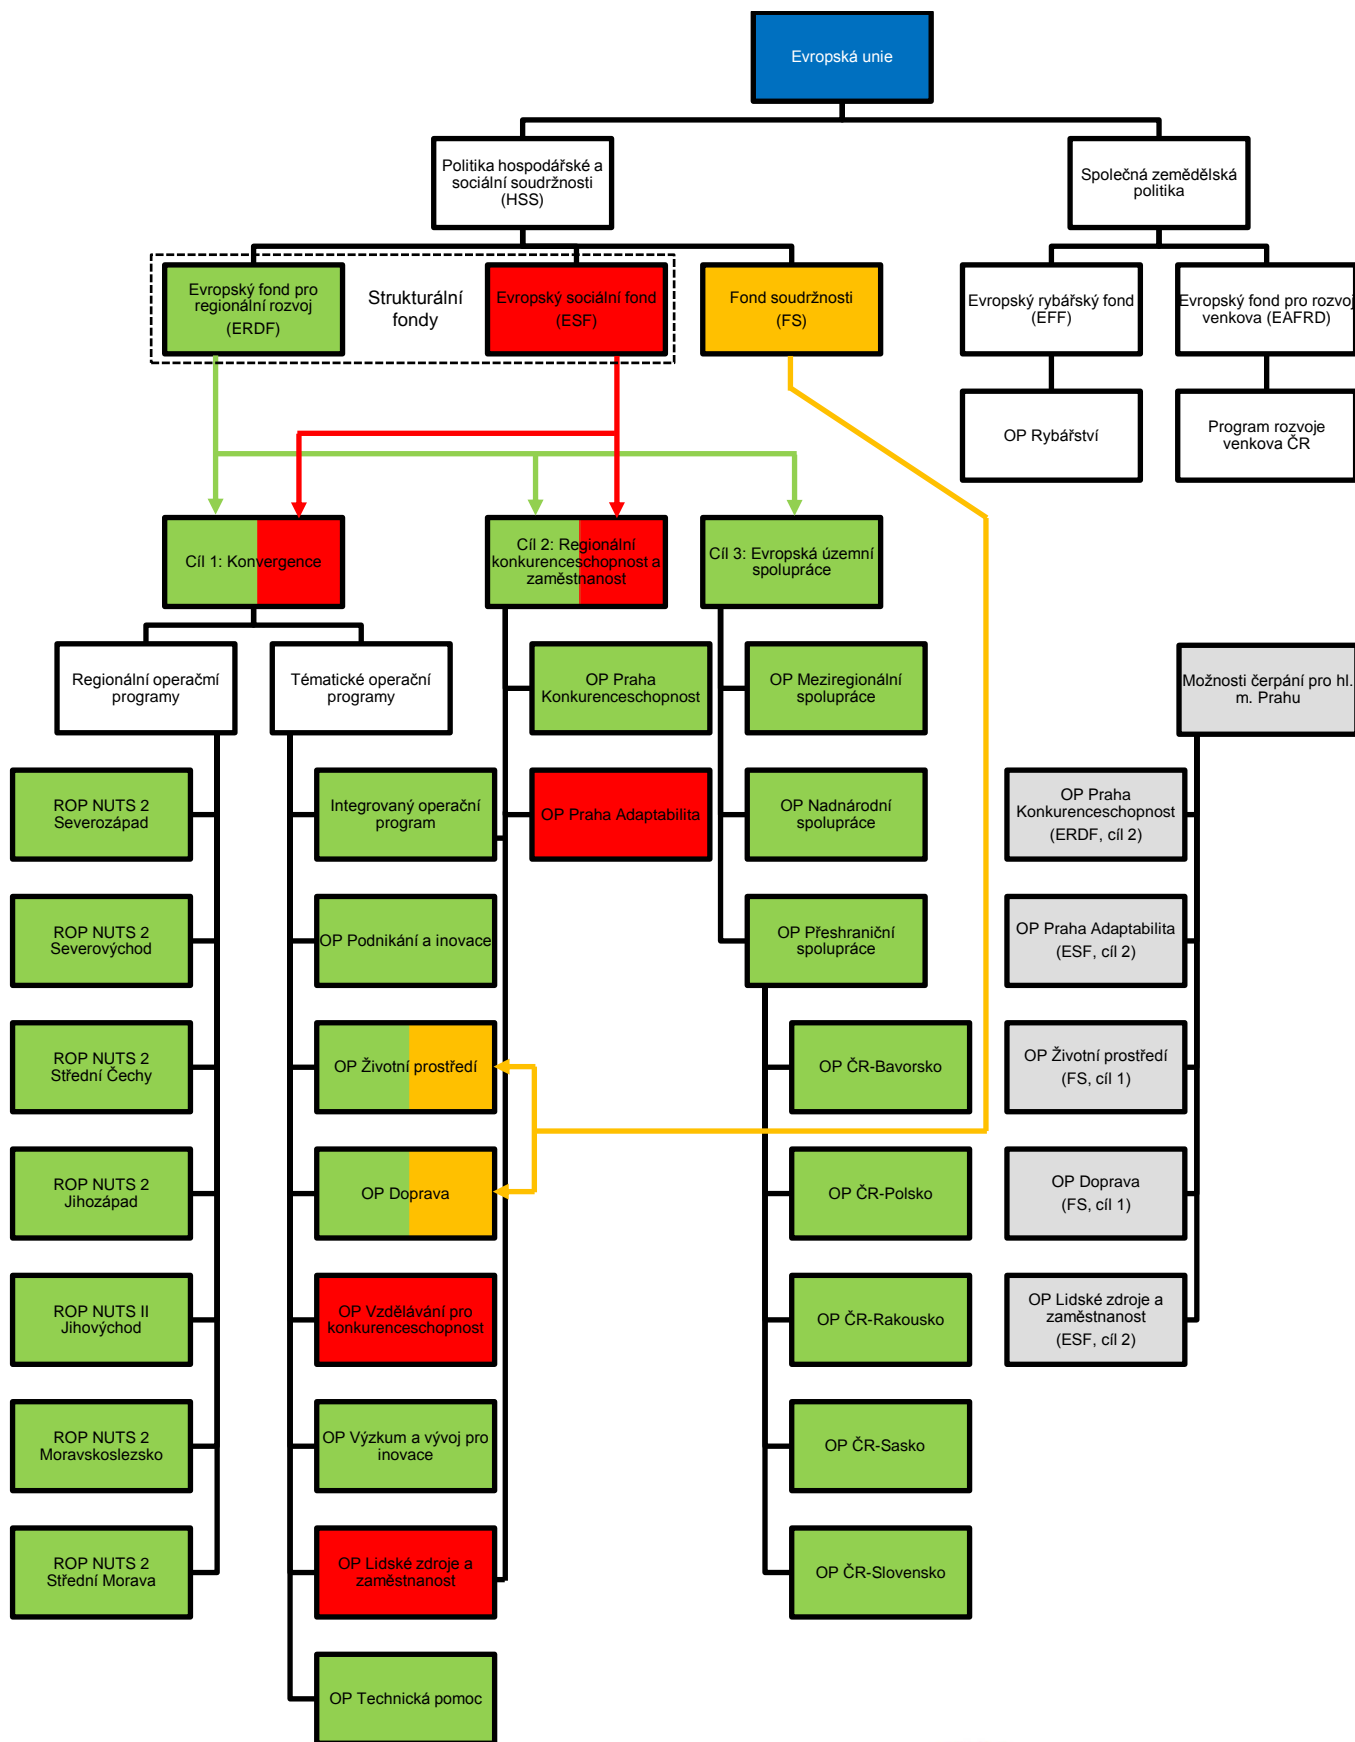 Evropská unie
Politika hospodářské a
sociální soudržnosti
(HSS)
Společná zemědělská
politika
Evropský fond pro
regionální rozvoj
(ERDF)
Strukturální
fondy
Evropský sociální fond
(ESF)
Fond soudržnosti
(FS)
Evropský rybářský fond
(EFF)
Evropský fond pro rozvoj
venkova (EAFRD)
OP Rybářství
Program rozvoje
venkova ČR
Cíl 1: Konvergence
Cíl 2: Regionální
konkurenceschopnost a
zaměstnanost
Cíl 3: Evropská územní
spolupráce
Regionální operačmí
programy
Tématické operační
programy
OP Praha
Konkurenceschopnost
OP Meziregionální
spolupráce
Možnosti čerpání pro hl.
m. Prahu
ROP NUTS 2
Severozápad
Integrovaný operační
program
OP Praha Adaptabilita
OP Nadnárodní
spolupráce
OP Praha
Konkurenceschopnost
(ERDF, cíl 2)
ROP NUTS 2
Severovýchod
OP Podnikání a inovace
OP Přeshraniční
spolupráce
OP Praha Adaptabilita
(ESF, cíl 2)
ROP NUTS 2
Střední Čechy
OP Životní prostředí
OP ČR-Bavorsko
OP Životní prostředí
(FS, cíl 1)
ROP NUTS 2
Jihozápad
OP Doprava
OP ČR-Polsko
OP Doprava
(FS, cíl 1)
ROP NUTS II
Jihovýchod
OP Vzdělávání pro
konkurenceschopnost
OP ČR-Rakousko
OP Lidské zdroje a
zaměstnanost
(ESF, cíl 2)
ROP NUTS 2
Moravskoslezsko
OP Výzkum a vývoj pro
inovace
OP ČR-Sasko
ROP NUTS 2
Střední Morava
OP Lidské zdroje a
zaměstnanost
OP ČR-Slovensko
OP Technická pomoc